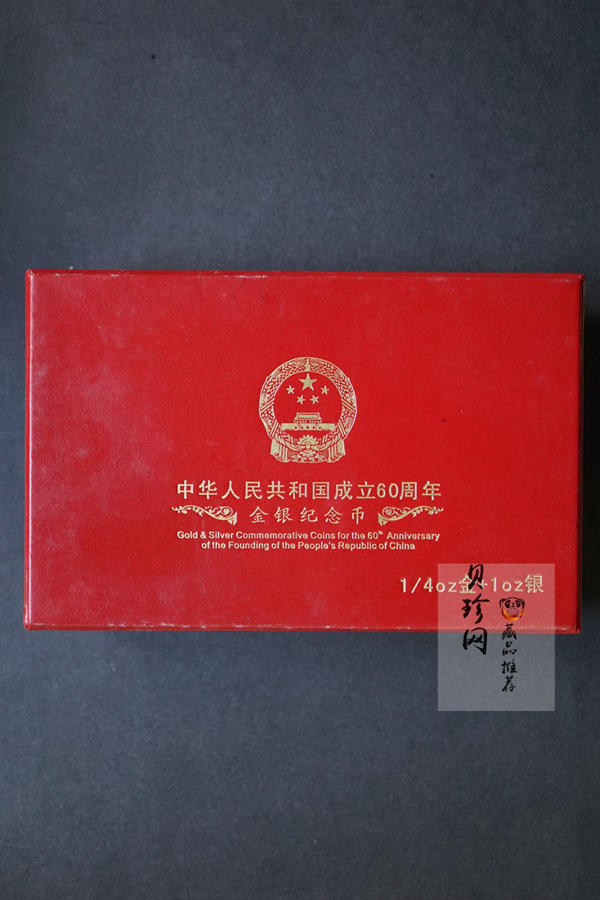 中华人民共和国成立60周年
金银纪念币
Gold & Silver Commemorative Coins for the 60th Anniversary
of the Founding of the People's Republic of China
1/4oz金+1oz银
贝珍网
藏品推荐